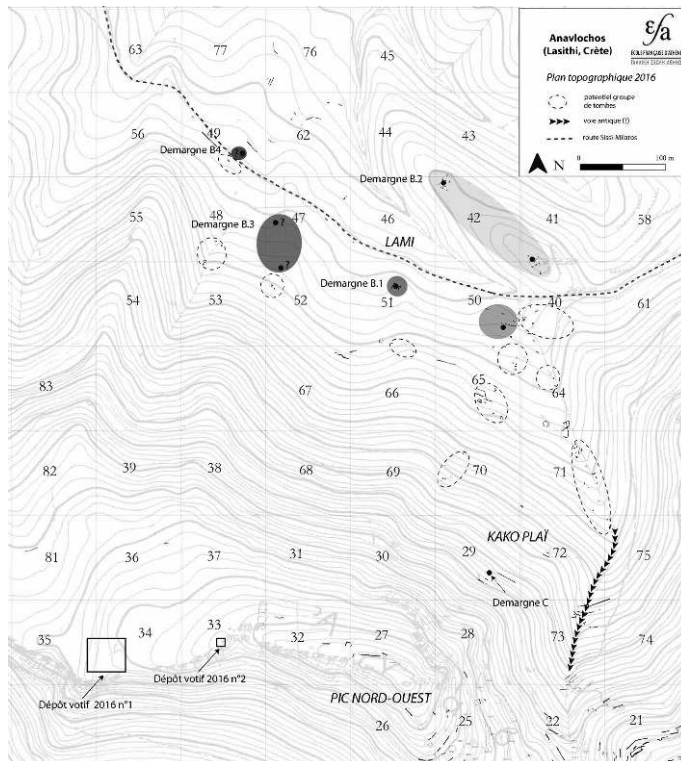 Anavlochos
(Lasithi, Crète)
εfa
ÉCOLE FRANÇAISE D'ATHÈNES
Plan topographique 2016
potentiel groupe
de tombes
voie antique (?)
route Sissi-Milatos
N
0
100 m
63
77
76
45
56
49
62
44
43
Demargne B4
?
Demargne B.2
55
48
47
46
42
41
58
Demargne B.3
?
LAMI
?
Demargne B.1
54
53
52
51
50
40
61
83
67
66
65
64
82
39
38
68
69
70
71
KAKO PLAÏ
81
36
37
31
30
29
72
75
Demargne C
35
34
33
32
27
28
73
74
Dépôt votif 2016 n°1
Dépôt votif 2016 n°2
PIC NORD-OUEST
26
25
22
21